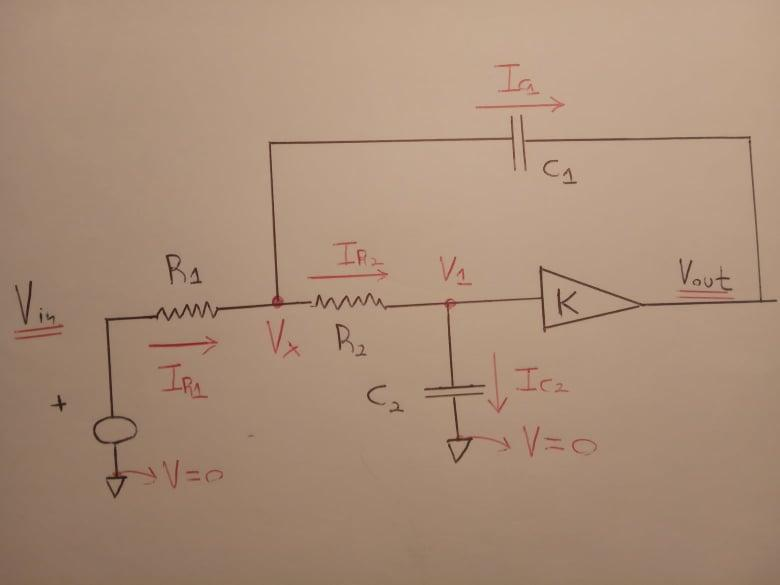 I_C1
C_1
I_R2
R_1
V_1
V_out
V_in
K
V_x
R_2
I_R1
I_C2
C_2
+
V=0
V=0